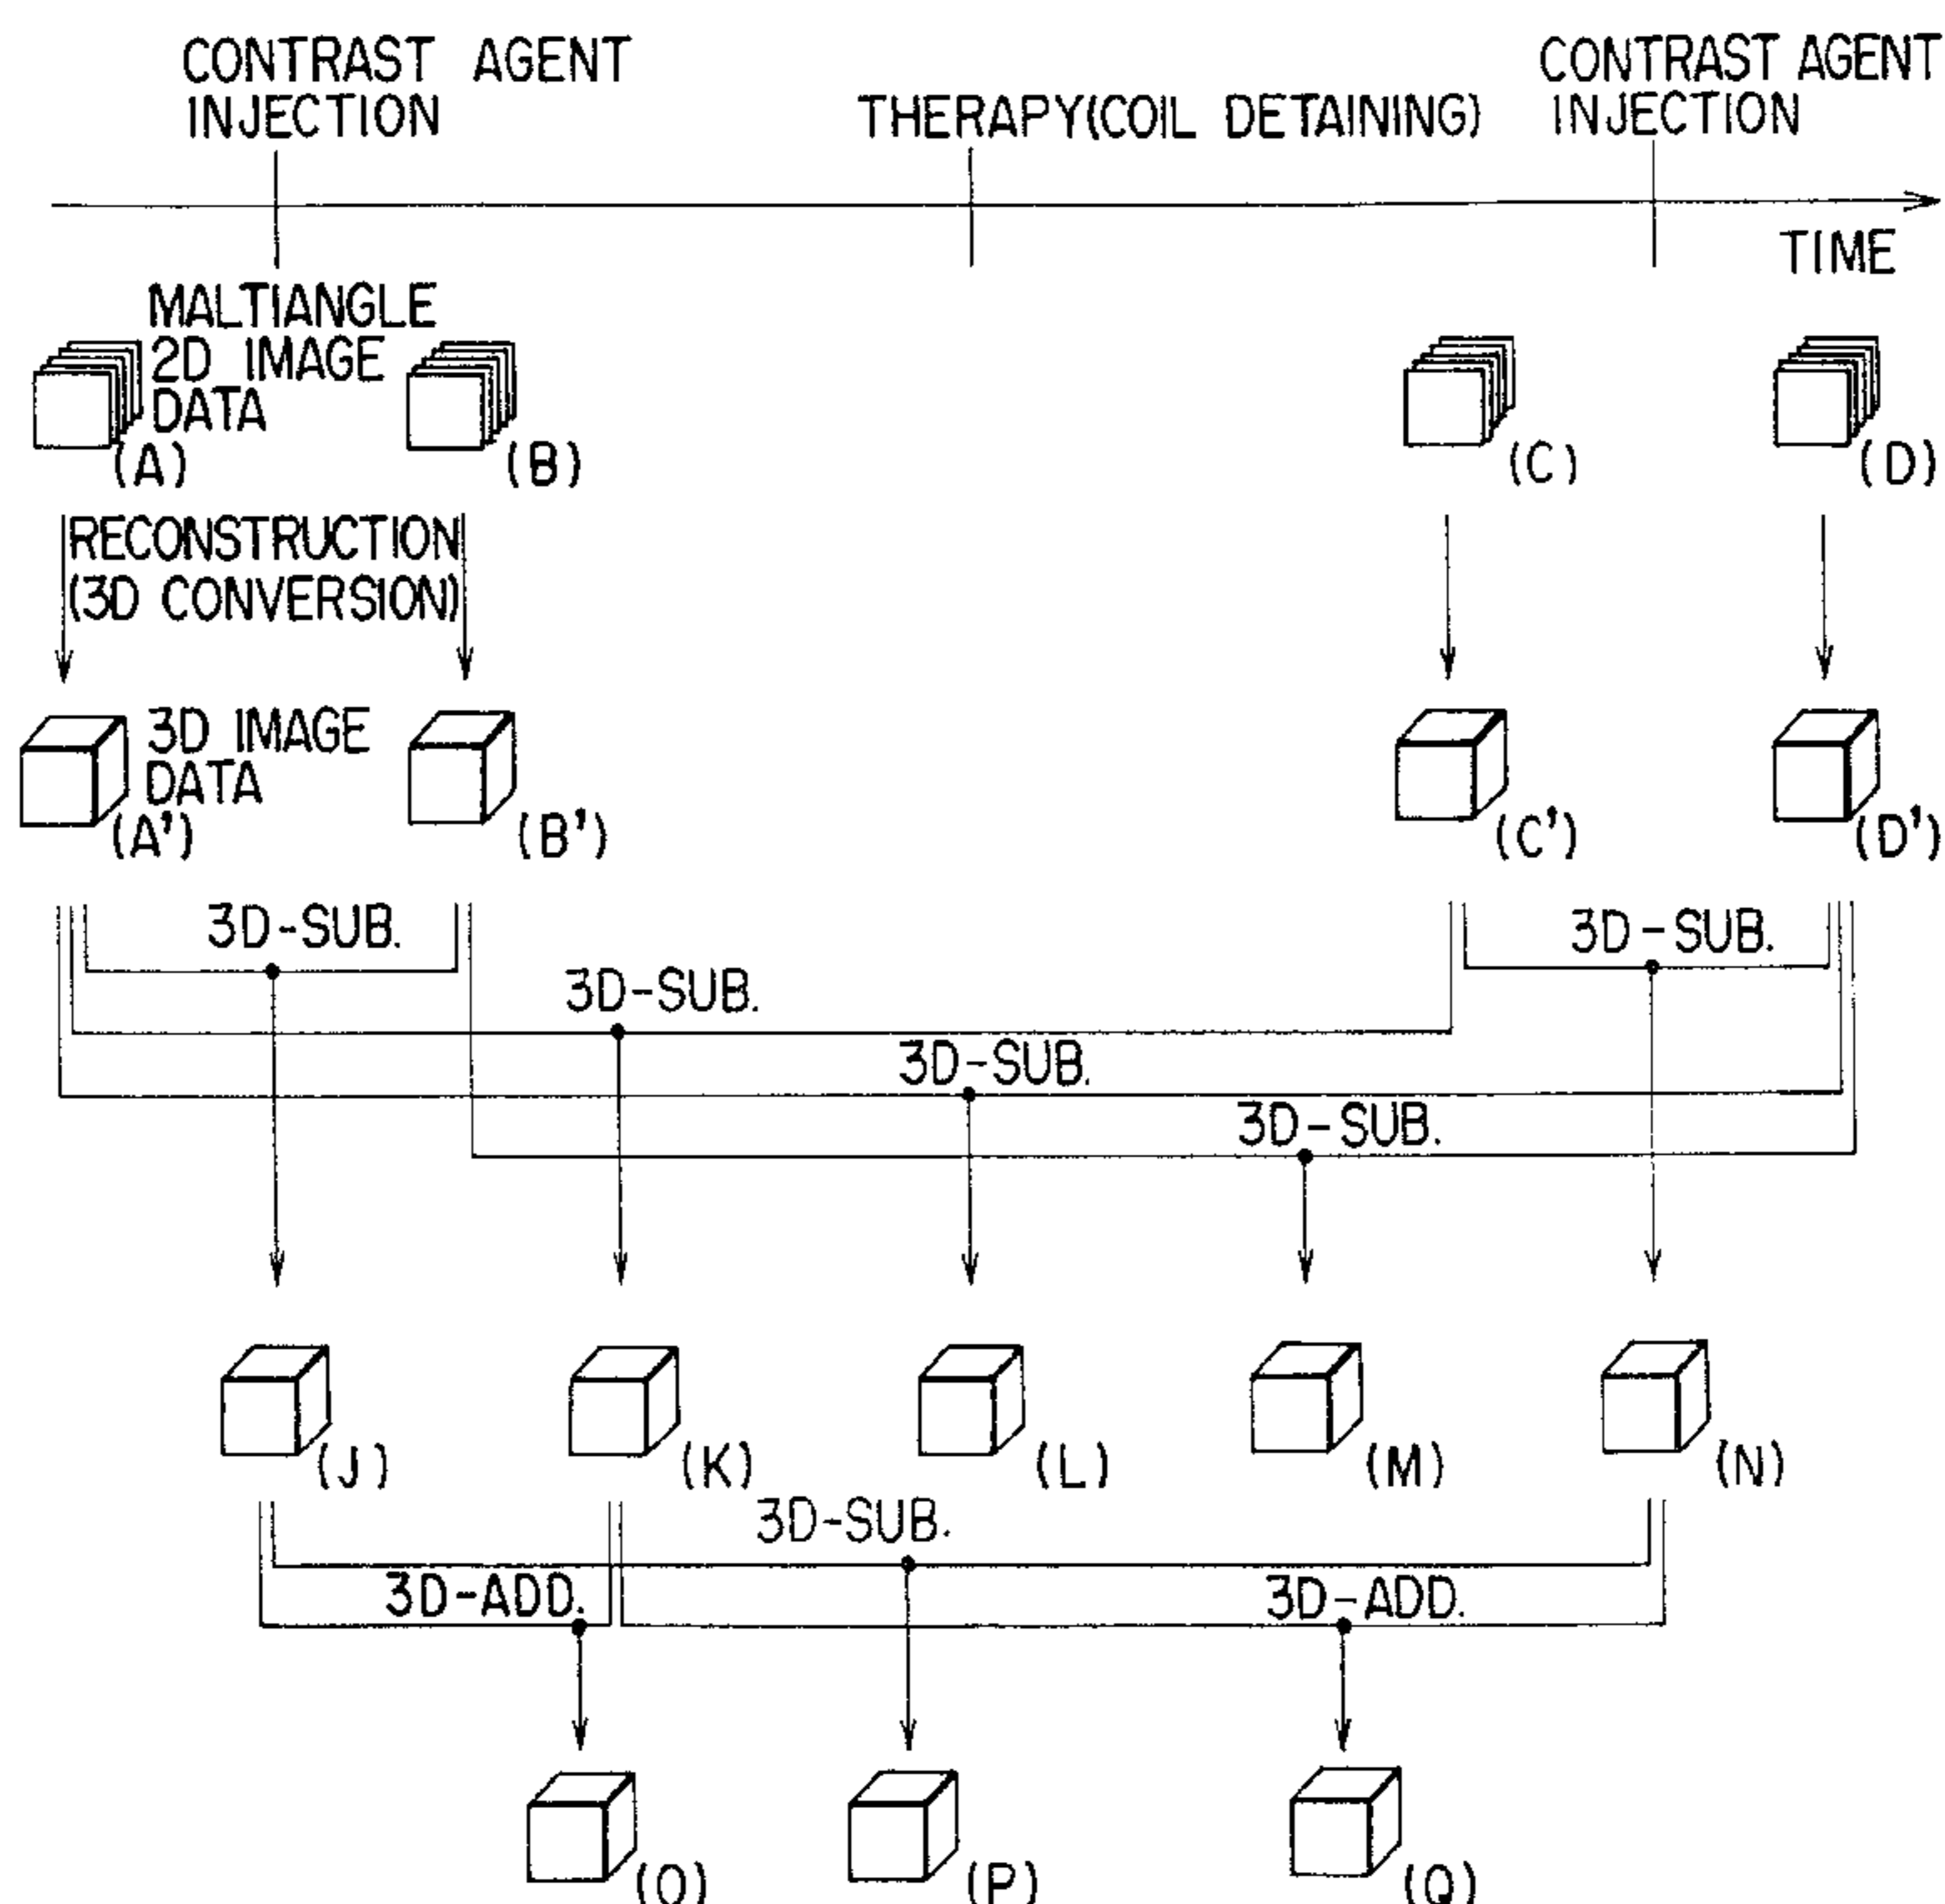 CONTRAST AGENT
INJECTION
THERAPY(COIL DETAINING)
CONTRAST AGENT
INJECTION
TIME
MALTIANGLE
2D IMAGE
DATA
(A)
(B)
(C)
(D)
RECONSTRUCTION
(3D CONVERSION)
3D IMAGE
DATA
(A')
(B')
(C')
(D')
3D-SUB.
3D-SUB.
3D-SUB.
3D-SUB.
3D-SUB.
(J)
(K)
(L)
(M)
(N)
3D-SUB.
3D-ADD.
3D-ADD.
(O)
(P)
(Q)